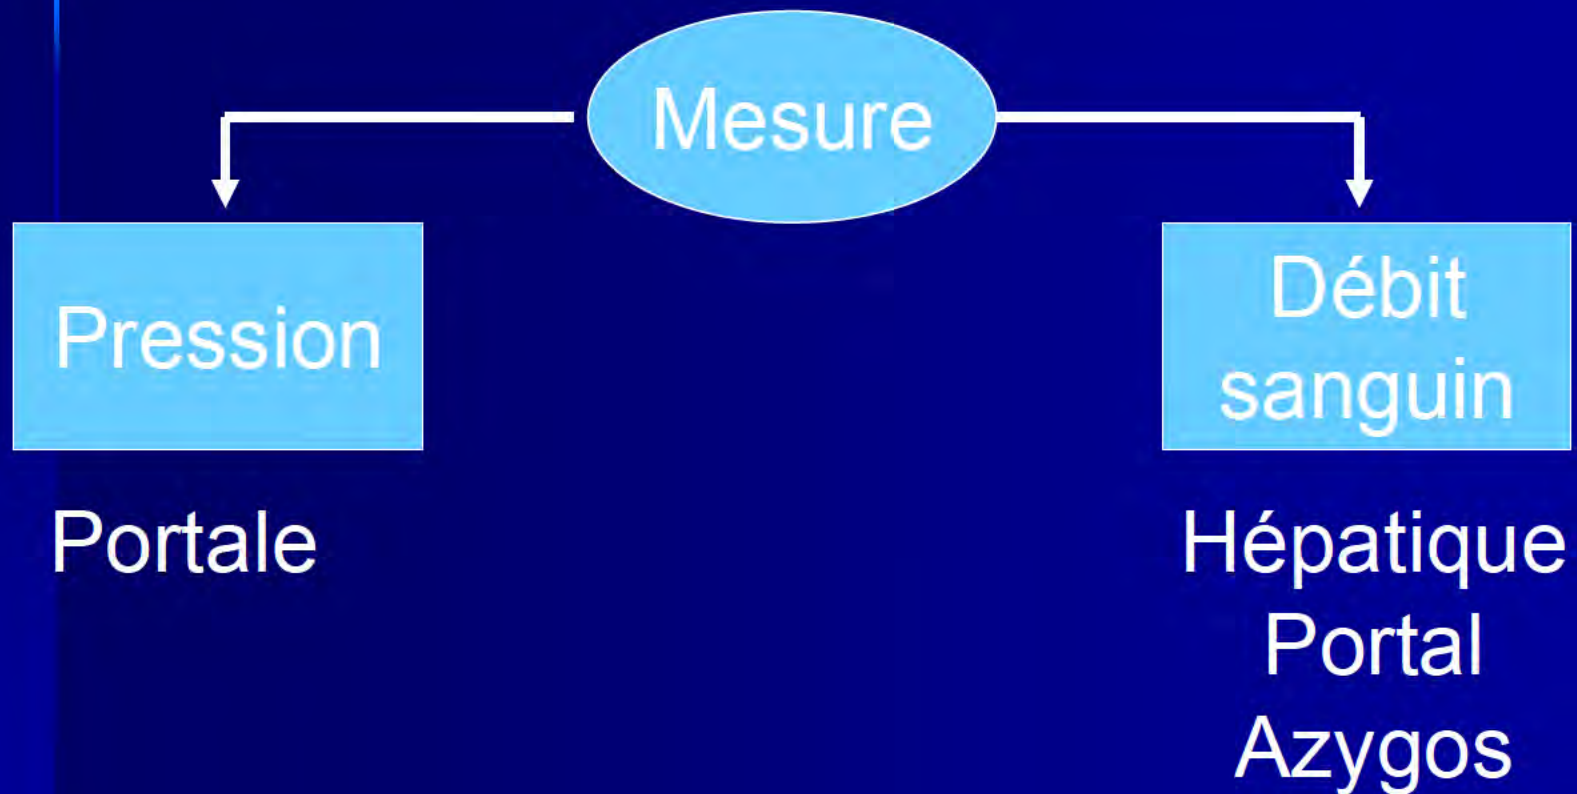 Mesure
Pression
Débit
sanguin
Portale
Hépatique
Portal
Azygos